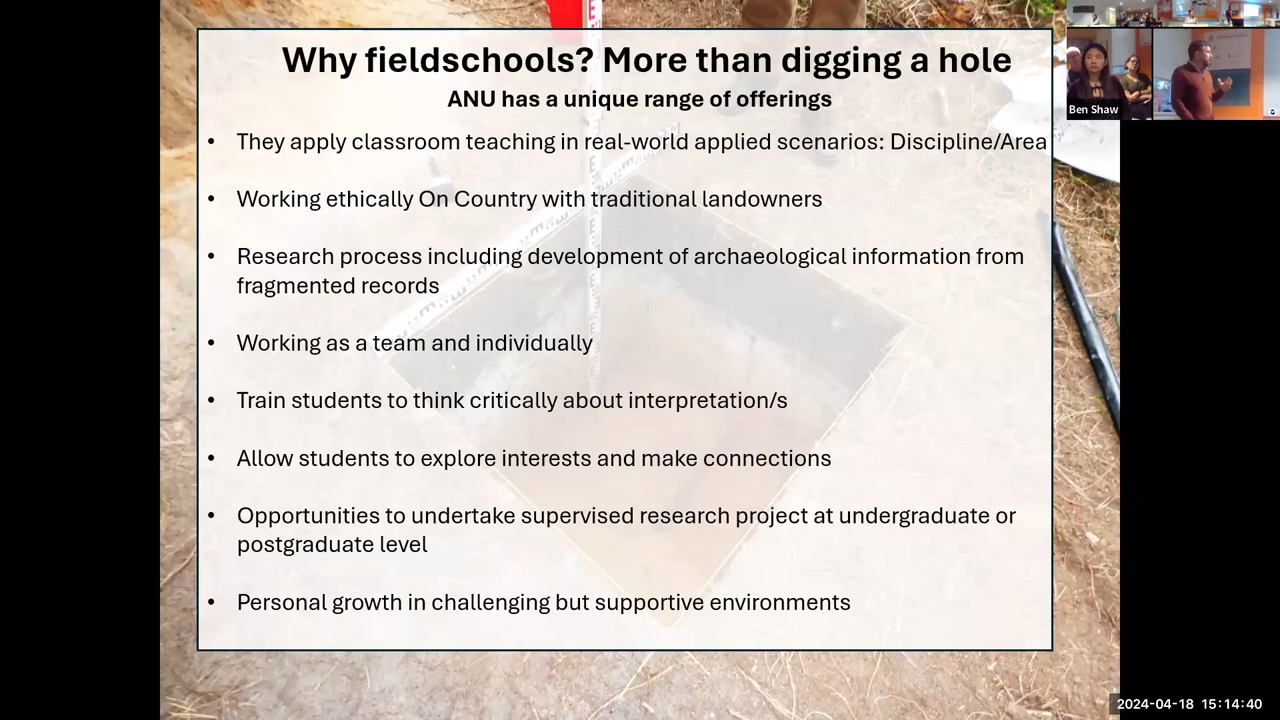 Why fieldschools? More than digging a hole
ANU has a unique range of offerings
• They apply classroom teaching in real-world applied scenarios: Discipline/Area
• Working ethically On Country with traditional landowners
• Research process including development of archaeological information from
fragmented records
• Working as a team and individually
• Train students to think critically about interpretation/s
• Allow students to explore interests and make connections
• Opportunities to undertake supervised research project at undergraduate or
postgraduate level
• Personal growth in challenging but supportive environments
Ben Shaw
2024-04-18 15:14:40